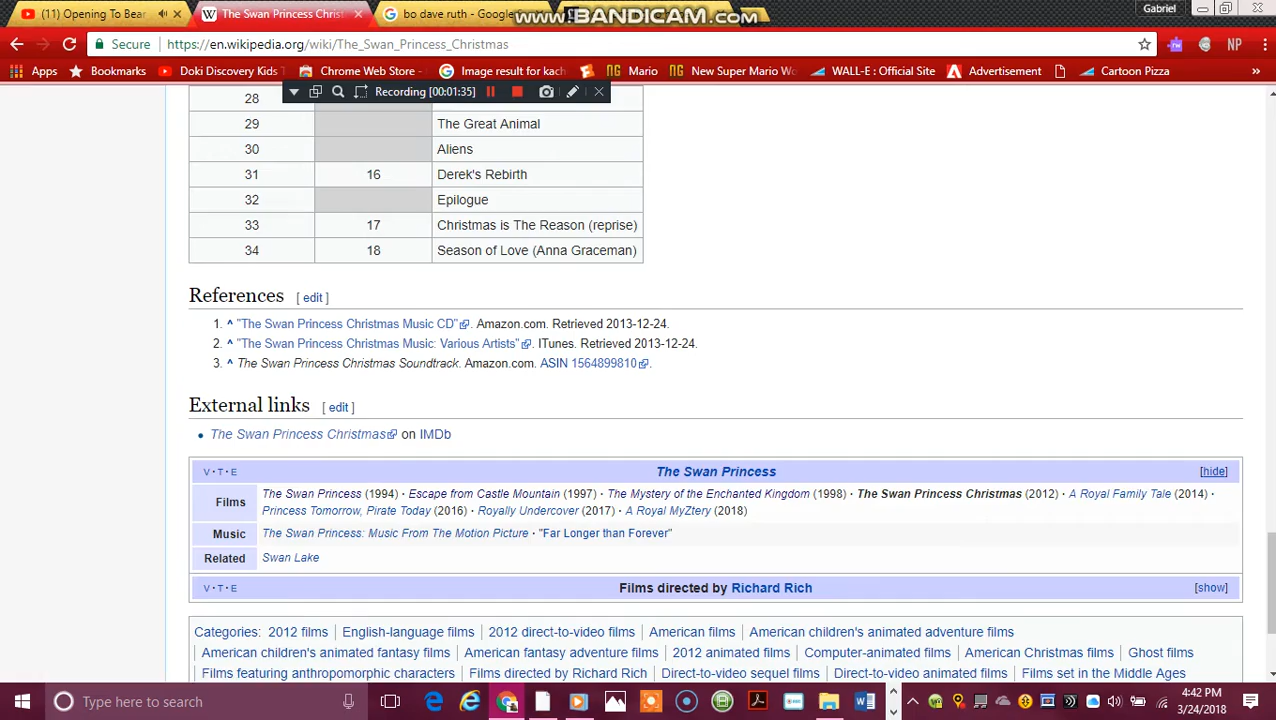 (11) Opening To Bear
The Swan Princess Christ
bo dave ruth - Google S
www.BANDICAM.com
Gabriel
Secure
https://en.wikipedia.org/wiki/The_Swan_Princess_Christmas
NP
Apps
Bookmarks
Doki Discovery Kids
Chrome Web Store -
Image result for kach
Mario
New Super Mario Wo
WALL-E : Official Site
Advertisement
Cartoon Pizza
»
Recording [00:01:35]
28
29 The Great Animal
30 Aliens
31 16 Derek's Rebirth
32 Epilogue
33 17 Christmas is The Reason (reprise)
34 18 Season of Love (Anna Graceman)
References [ edit ]
1. ^ "The Swan Princess Christmas Music CD". Amazon.com. Retrieved 2013-12-24.
2. ^ "The Swan Princess Christmas Music: Various Artists". ITunes. Retrieved 2013-12-24.
3. ^ The Swan Princess Christmas Soundtrack. Amazon.com. ASIN 1564899810.
External links [ edit ]
• The Swan Princess Christmas on IMDb
V · T · E The Swan Princess [hide]
Films The Swan Princess (1994) · Escape from Castle Mountain (1997) · The Mystery of the Enchanted Kingdom (1998) · The Swan Princess Christmas (2012) · A Royal Family Tale (2014) ·
Princess Tomorrow, Pirate Today (2016) · Royally Undercover (2017) · A Royal MyZtery (2018)
Music The Swan Princess: Music From The Motion Picture · "Far Longer than Forever"
Related Swan Lake
V · T · E Films directed by Richard Rich [show]
Categories: 2012 films | English-language films | 2012 direct-to-video films | American films | American children's animated adventure films
| American children's animated fantasy films | American fantasy adventure films | 2012 animated films | Computer-animated films | American Christmas films | Ghost films
| Films featuring anthropomorphic characters | Films directed by Richard Rich | Direct-to-video sequel films | Direct-to-video animated films | Films set in the Middle Ages
Type here to search
4:42 PM
3/24/2018